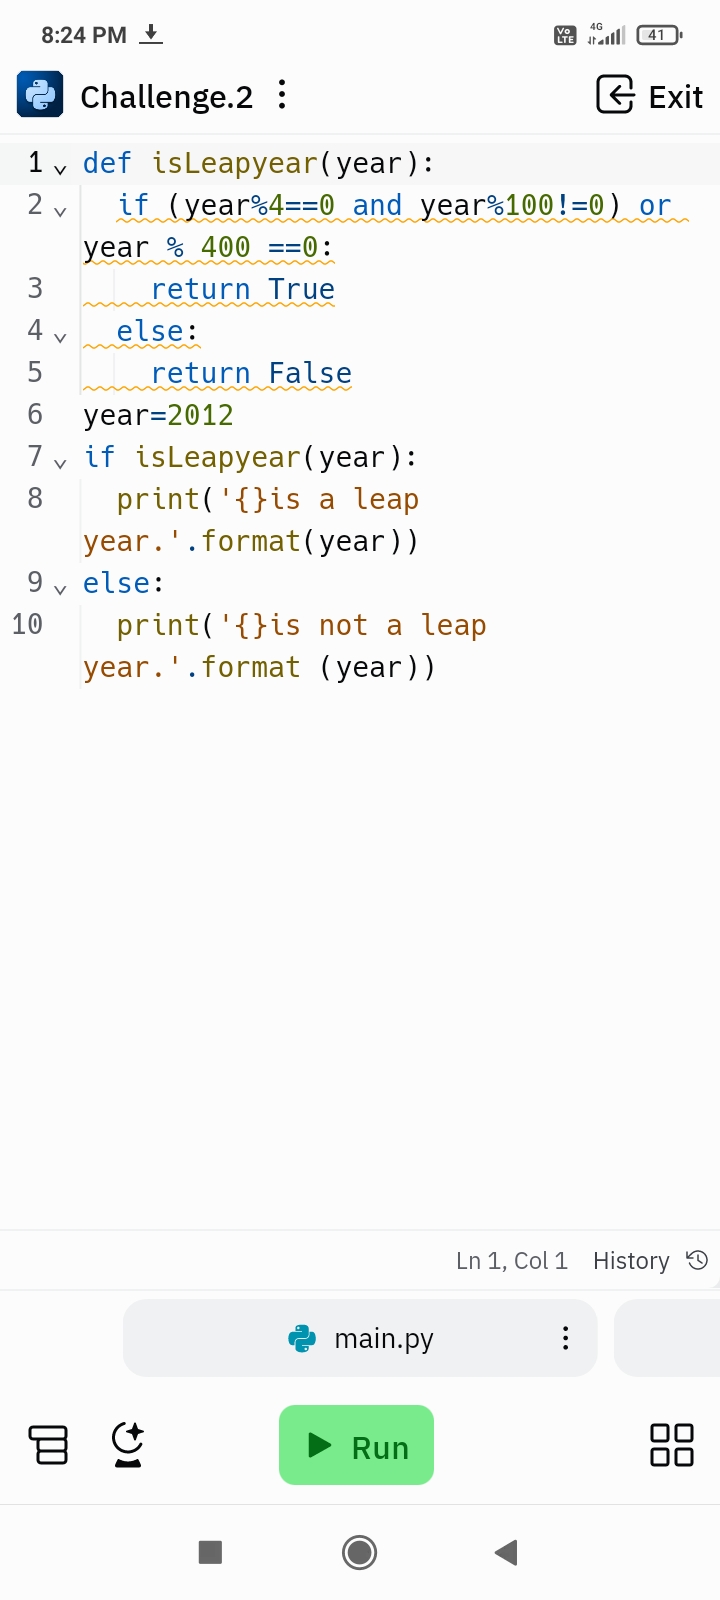 8:24 PM
Vo LTE 4G 41
Challenge.2 Exit
1 def isLeapyear(year):
2   if (year%4==0 and year%100!=0) or
year % 400 ==0:
3     return True
4   else:
5     return False
6 year=2012
7 if isLeapyear(year):
8   print('{}is a leap
year.'.format(year))
9 else:
10   print('{}is not a leap
year.'.format (year))
Ln 1, Col 1 History
main.py
Run